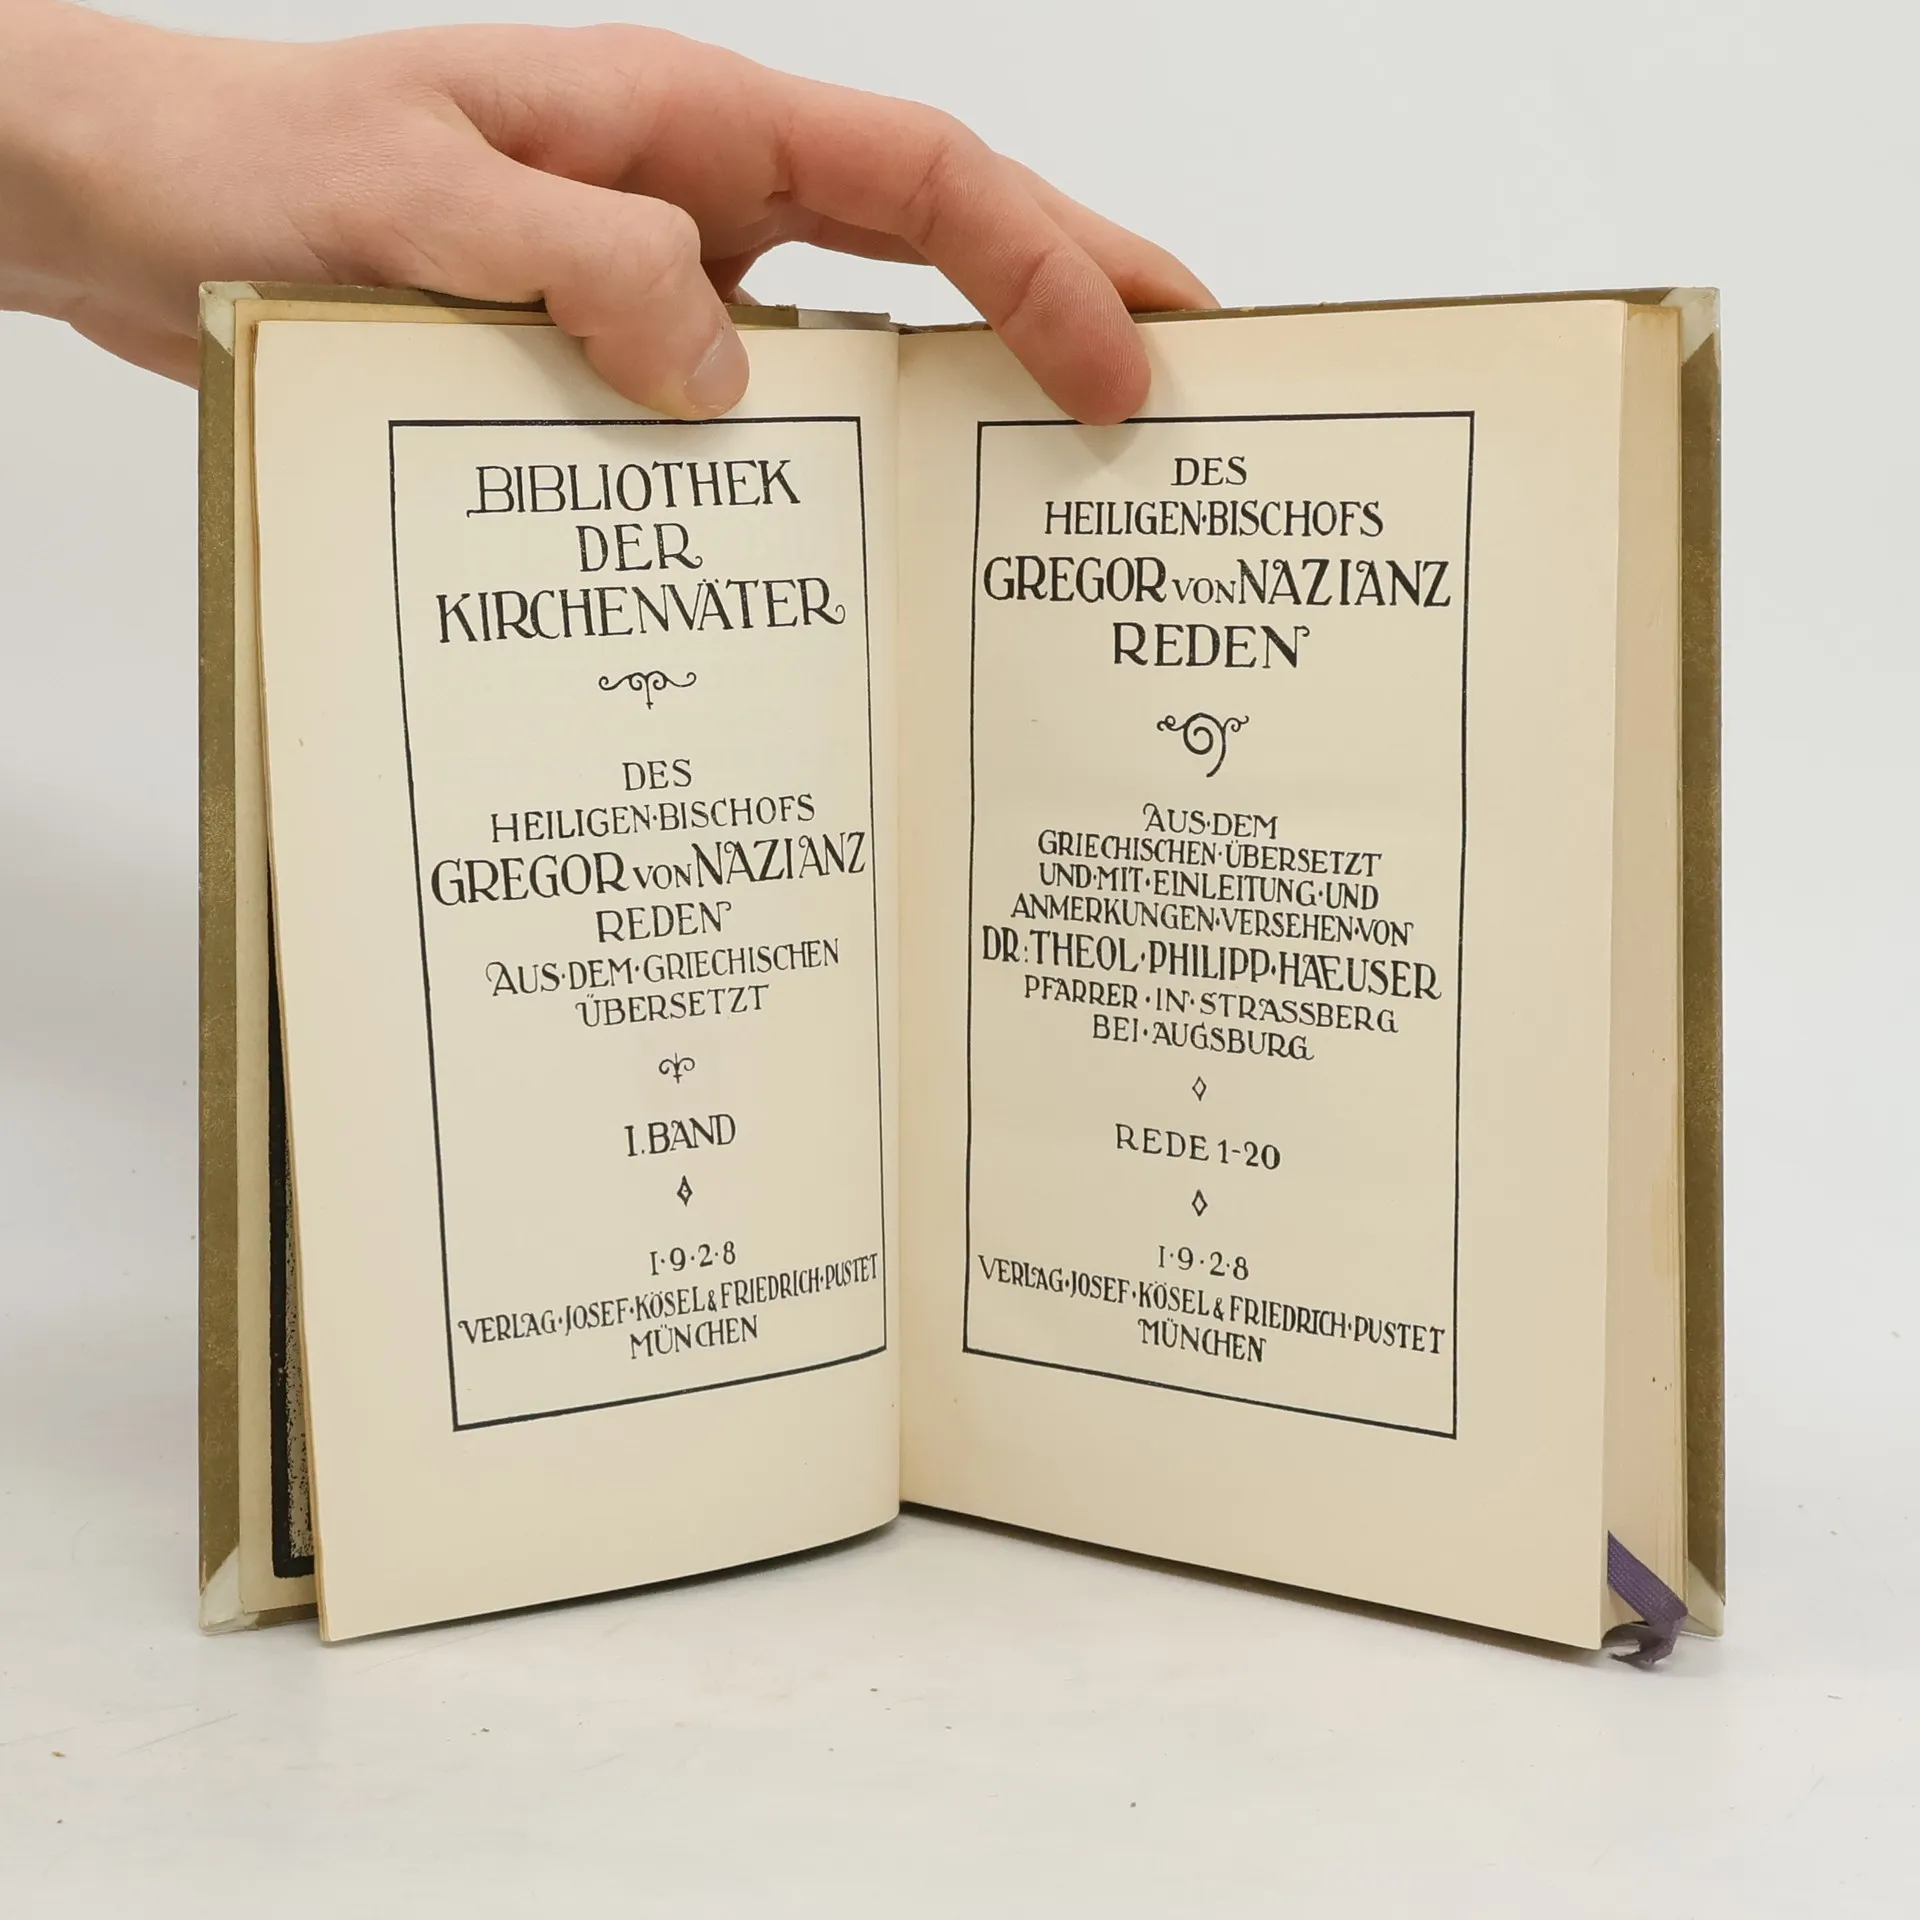 BIBLIOTHEK
DER
KIRCHENVÄTER
DES
HEILIGEN·BISCHOFS
GREGOR VON NAZIANZ
REDEN
AUS·DEM·GRIECHISCHEN
ÜBERSETZT
I. BAND
1·9·2·8
VERLAG·JOSEF·KÖSEL & FRIEDRICH·PUSTET
MÜNCHEN
DES
HEILIGEN·BISCHOFS
GREGOR VON NAZIANZ
REDEN
AUS·DEM
GRIECHISCHEN·ÜBERSETZT
UND·MIT·EINLEITUNG·UND
ANMERKUNGEN·VERSEHEN·VON
DR: THEOL·PHILIPP·HAEUSER
PFARRER·IN·STRASSBERG
BEI·AUGSBURG
REDE 1-20
1·9·2·8
VERLAG·JOSEF·KÖSEL & FRIEDRICH·PUSTET
MÜNCHEN